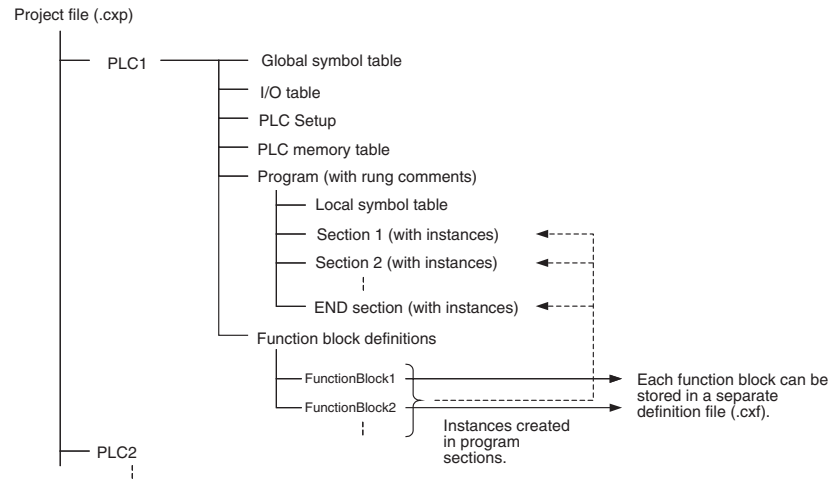 Project file (.cxp)
PLC1
Global symbol table
I/O table
PLC Setup
PLC memory table
Program (with rung comments)
Local symbol table
Section 1 (with instances)
Section 2 (with instances)
END section (with instances)
Function block definitions
FunctionBlock1
FunctionBlock2
Instances created
in program
sections.
Each function block can be
stored in a separate
definition file (.cxf).
PLC2